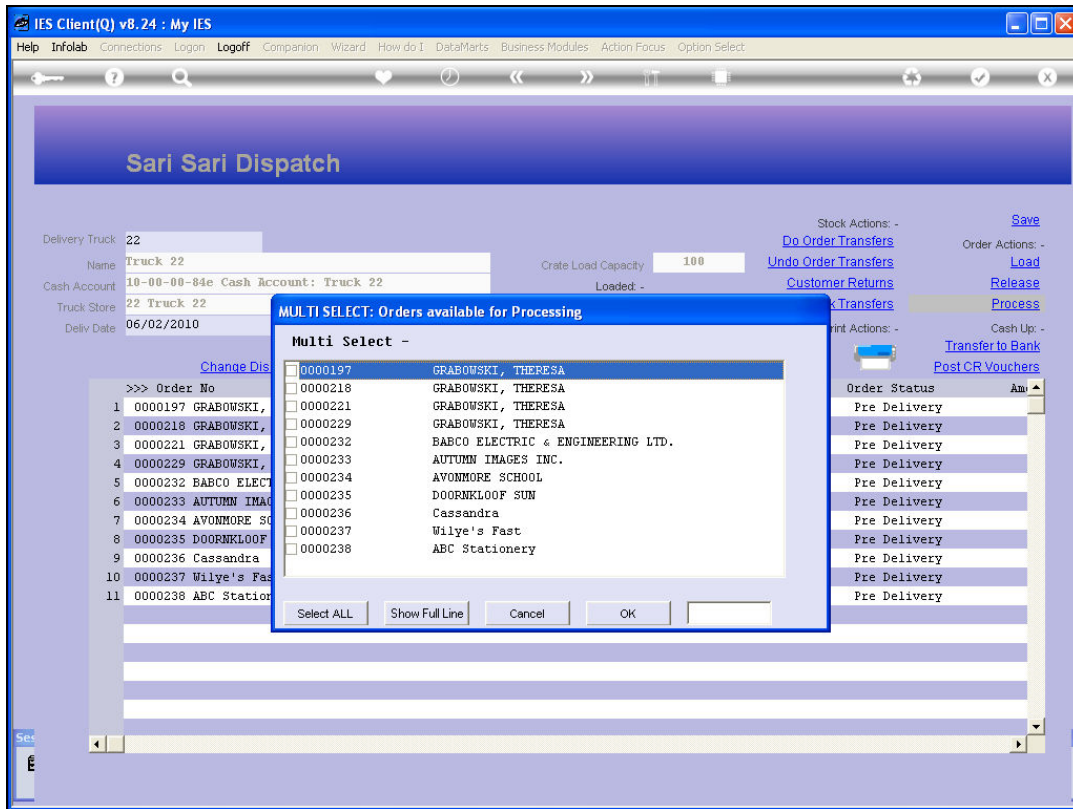 IES Client(Q) v8.24 : My IES
Help Infolab Connections Logon Logoff Companion Wizard How do I DataMarts Business Modules Action Focus Option Select
Sari Sari Dispatch
Stock Actions: - Save
Delivery Truck 22 Do Order Transfers Order Actions: -
Name Truck 22 Crate Load Capacity 100 Undo Order Transfers Load
Cash Account 10-00-00-84e Cash Account: Truck 22 Loaded: - Customer Returns Release
Truck Store 22 Truck 22 k Transfers Process
Deliv Date 06/02/2010 rint Actions: - Cash Up: -
Transfer to Bank
Change Dis Post CR Vouchers
MULTI SELECT: Orders available for Processing
Multi Select -
0000197 GRABOWSKI, THERESA
0000218 GRABOWSKI, THERESA
0000221 GRABOWSKI, THERESA
0000229 GRABOWSKI, THERESA
0000232 BABCO ELECTRIC & ENGINEERING LTD.
0000233 AUTUMN IMAGES INC.
0000234 AVONMORE SCHOOL
0000235 DOORNKLOOF SUN
0000236 Cassandra
0000237 Wilye's Fast
0000238 ABC Stationery
Select ALL Show Full Line Cancel OK
>>> Order No Order Status Am
1 0000197 GRABOWSKI, Pre Delivery
2 0000218 GRABOWSKI, Pre Delivery
3 0000221 GRABOWSKI, Pre Delivery
4 0000229 GRABOWSKI, Pre Delivery
5 0000232 BABCO ELECT Pre Delivery
6 0000233 AUTUMN IMAG Pre Delivery
7 0000234 AVONMORE SC Pre Delivery
8 0000235 DOORNKLOOF Pre Delivery
9 0000236 Cassandra Pre Delivery
10 0000237 Wilye's Fas Pre Delivery
11 0000238 ABC Station Pre Delivery
Ses